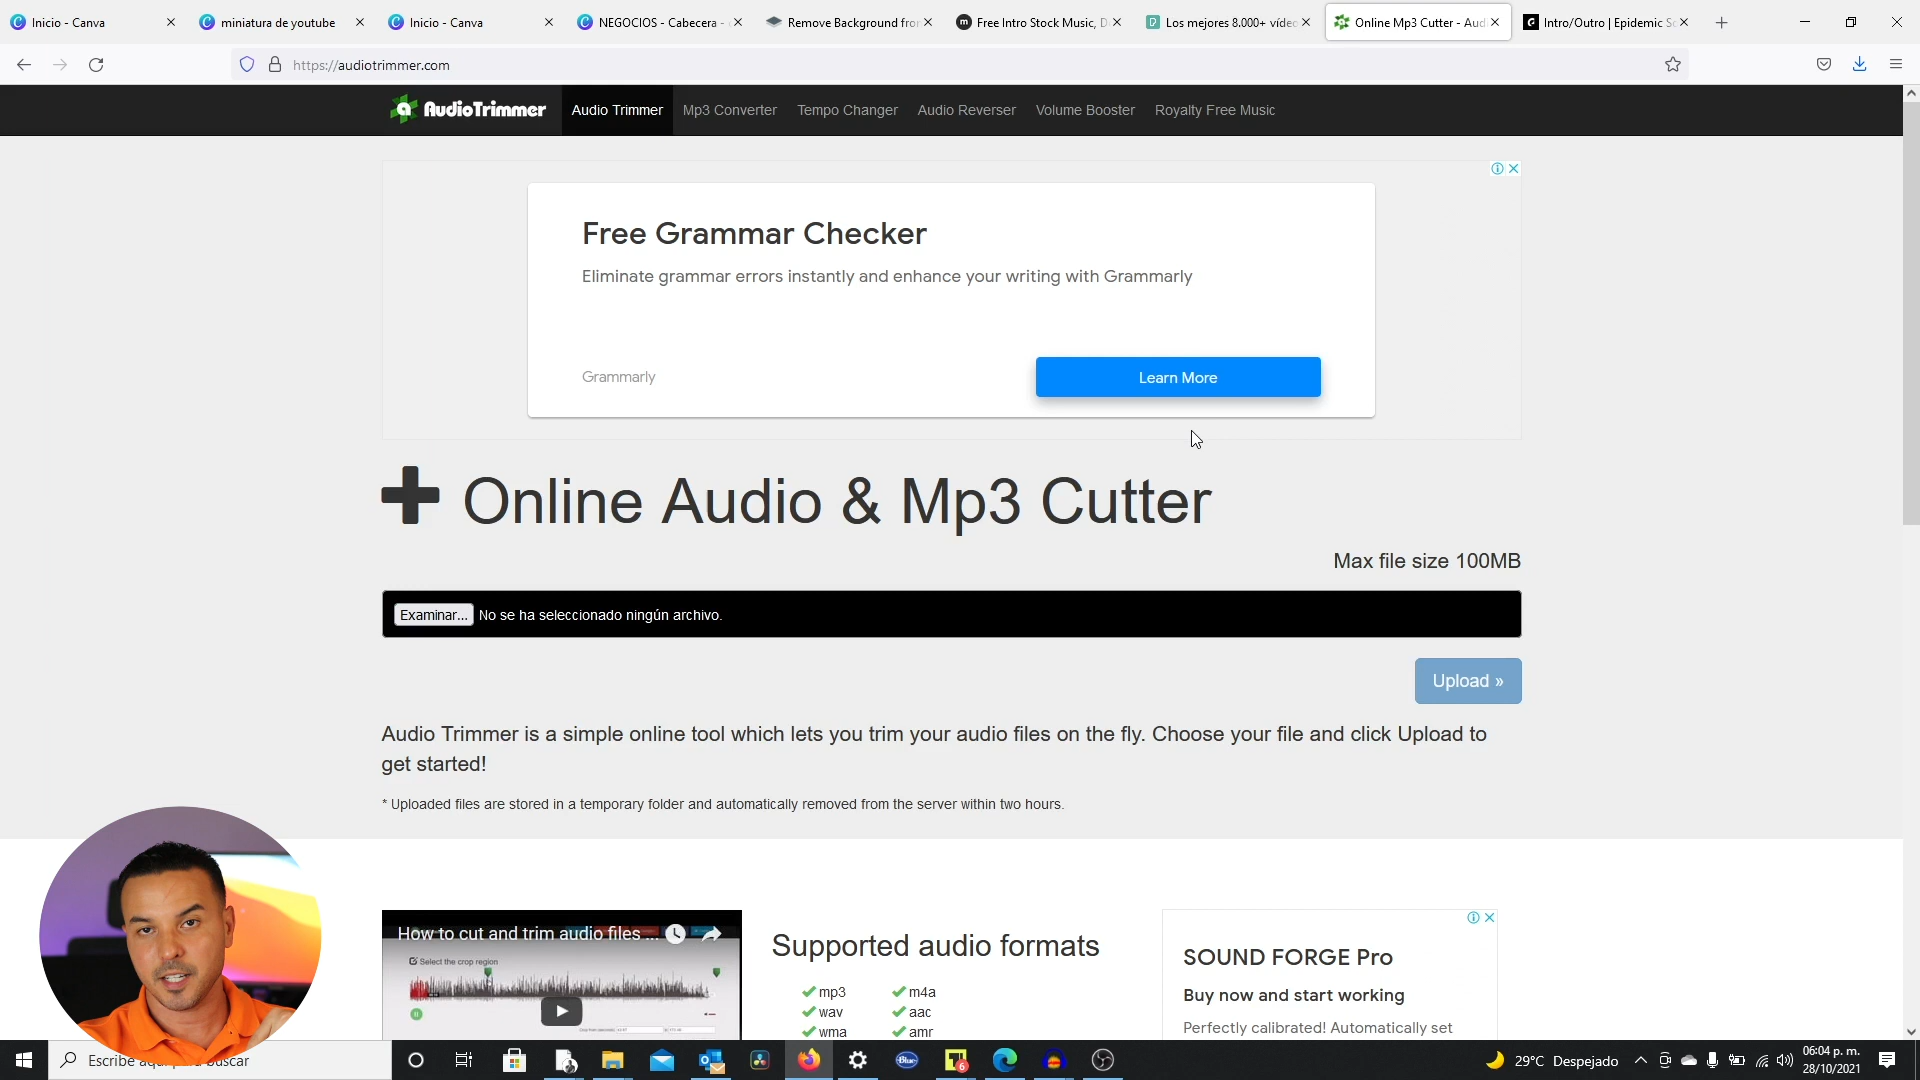 Inicio - Canva
miniatura de youtube
Inicio - Canva
NEGOCIOS - Cabecera -
Remove Background fro
Free Intro Stock Music, D
Los mejores 8.000+ víde
Online Mp3 Cutter - Aud
Intro/Outro | Epidemic So
https://audiotrimmer.com
AudioTrimmer
Audio Trimmer
Mp3 Converter
Tempo Changer
Audio Reverser
Volume Booster
Royalty Free Music
Free Grammar Checker
Eliminate grammar errors instantly and enhance your writing with Grammarly
Grammarly
Learn More
Online Audio & Mp3 Cutter
Max file size 100MB
Examinar... No se ha seleccionado ningún archivo.
Upload »
Audio Trimmer is a simple online tool which lets you trim your audio files on the fly. Choose your file and click Upload to
get started!
* Uploaded files are stored in a temporary folder and automatically removed from the server within two hours.
How to cut and trim audio files ...
Select the crop region
Supported audio formats
mp3
m4a
wav
aac
wma
amr
SOUND FORGE Pro
Buy now and start working
Perfectly calibrated! Automatically set
Escribe aquí para buscar
Blue
6
29°C Despejado
06:04 p. m.
28/10/2021